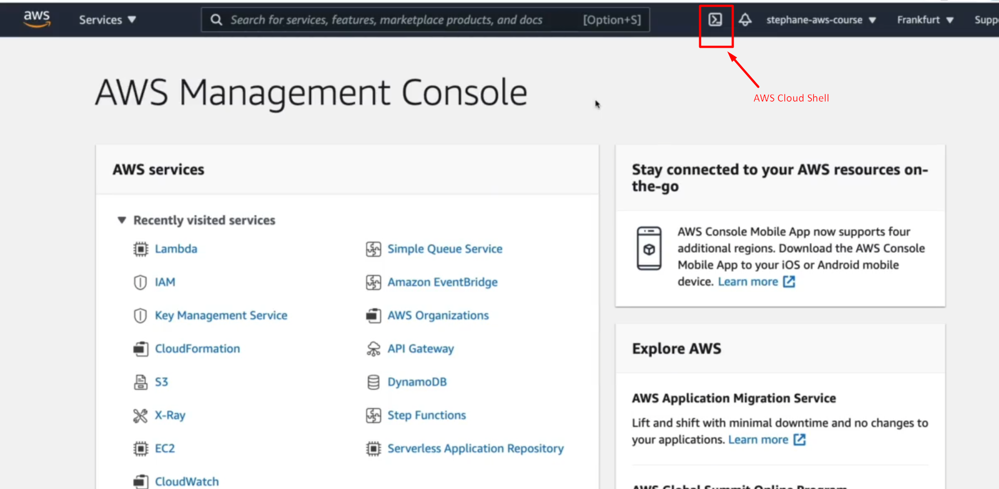 aws
Services
Search for services, features, marketplace products, and docs
[Option+S]
stephane-aws-course
Frankfurt
AWS Cloud Shell
AWS Management Console
AWS services
Recently visited services
Lambda
Simple Queue Service
IAM
Amazon EventBridge
Key Management Service
AWS Organizations
CloudFormation
API Gateway
S3
DynamoDB
X-Ray
Step Functions
EC2
Serverless Application Repository
CloudWatch
Stay connected to your AWS resources on-
the-go
AWS Console Mobile App now supports four
additional regions. Download the AWS Console
Mobile App to your iOS or Android mobile
device. Learn more
Explore AWS
AWS Application Migration Service
Lift and shift with minimal downtime and no changes to
your applications. Learn more
AWS Global Summit Online Program